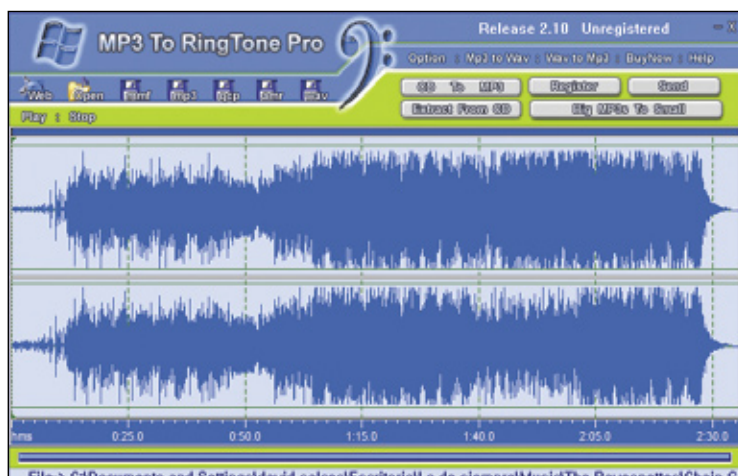 MP3 To RingTone Pro
Release 2.10 Unregistered
Option : Mp3 to Wav : Wav to Mp3 : BuyNow : Help
Web Open mmf mp3 qcp amr wav
CD To MP3 Register Send
Extract From CD Big MP3s To Small
Play : Stop
hms 0:25.0 0:50.0 1:15.0 1:40.0 2:05.0 2:30.0